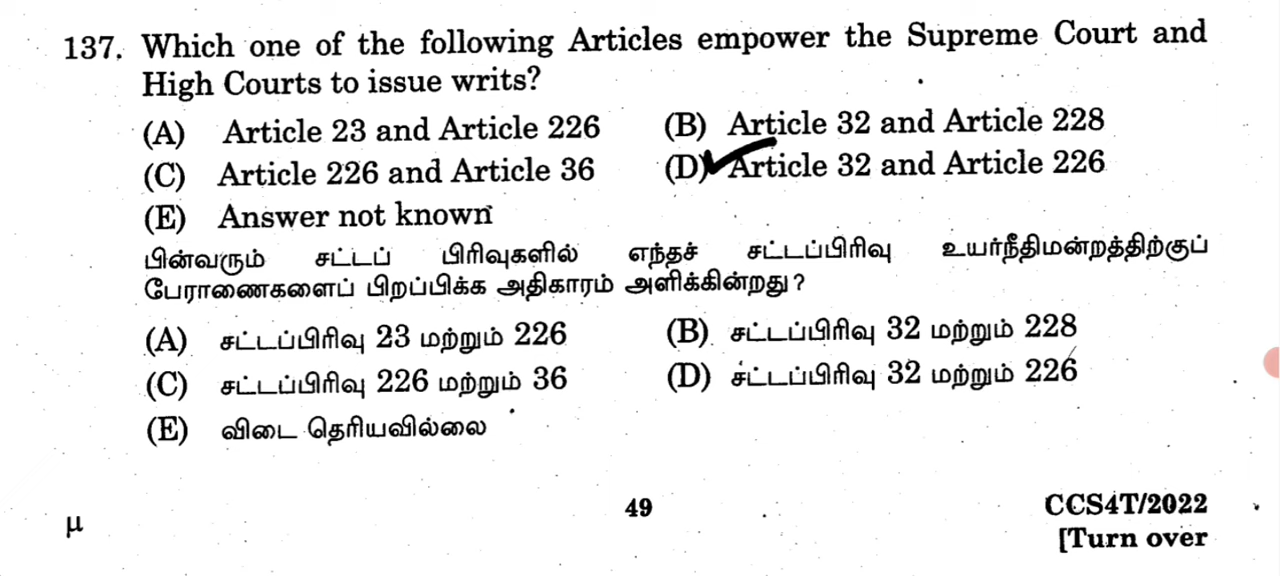 137. Which one of the following Articles empower the Supreme Court and
High Courts to issue writs?
(A) Article 23 and Article 226 (B) Article 32 and Article 228
(C) Article 226 and Article 36 (D) Article 32 and Article 226
(E) Answer not known
பின்வரும் சட்டப் பிரிவுகளில் எந்தச் சட்டப்பிரிவு உயர்நீதிமன்றத்திற்குப்
பேராணைகளைப் பிறப்பிக்க அதிகாரம் அளிக்கின்றது?
(A) சட்டப்பிரிவு 23 மற்றும் 226 (B) சட்டப்பிரிவு 32 மற்றும் 228
(C) சட்டப்பிரிவு 226 மற்றும் 36 (D) சட்டப்பிரிவு 32 மற்றும் 226
(E) விடை தெரியவில்லை
µ 49 CCS4T/2022
[Turn over